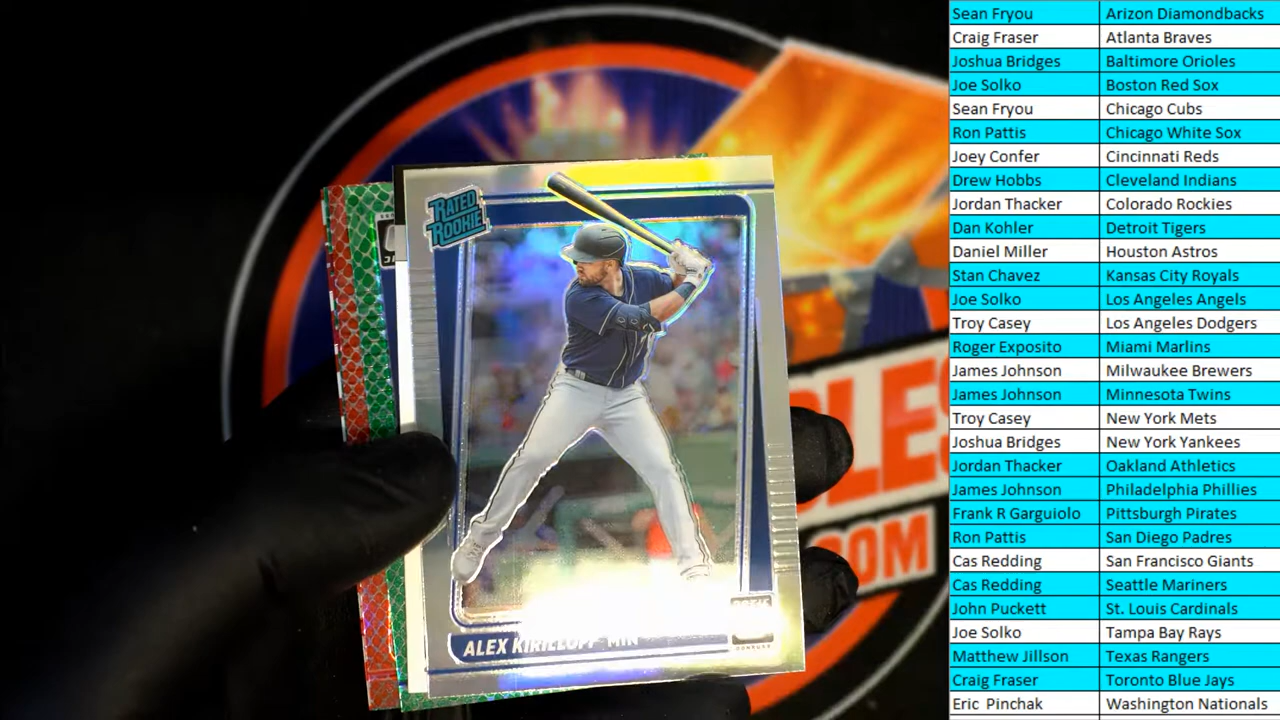 RATED
ROOKIE
ALEX KIRILLOFF MIN
OPTIC
DONRUSS
.COM
Sean Fryou Arizon Diamondbacks
Craig Fraser Atlanta Braves
Joshua Bridges Baltimore Orioles
Joe Solko Boston Red Sox
Sean Fryou Chicago Cubs
Ron Pattis Chicago White Sox
Joey Confer Cincinnati Reds
Drew Hobbs Cleveland Indians
Jordan Thacker Colorado Rockies
Dan Kohler Detroit Tigers
Daniel Miller Houston Astros
Stan Chavez Kansas City Royals
Joe Solko Los Angeles Angels
Troy Casey Los Angeles Dodgers
Roger Exposito Miami Marlins
James Johnson Milwaukee Brewers
James Johnson Minnesota Twins
Troy Casey New York Mets
Joshua Bridges New York Yankees
Jordan Thacker Oakland Athletics
James Johnson Philadelphia Phillies
Frank R Garguiolo Pittsburgh Pirates
Ron Pattis San Diego Padres
Cas Redding San Francisco Giants
Cas Redding Seattle Mariners
John Puckett St. Louis Cardinals
Joe Solko Tampa Bay Rays
Matthew Jillson Texas Rangers
Craig Fraser Toronto Blue Jays
Eric Pinchak Washington Nationals